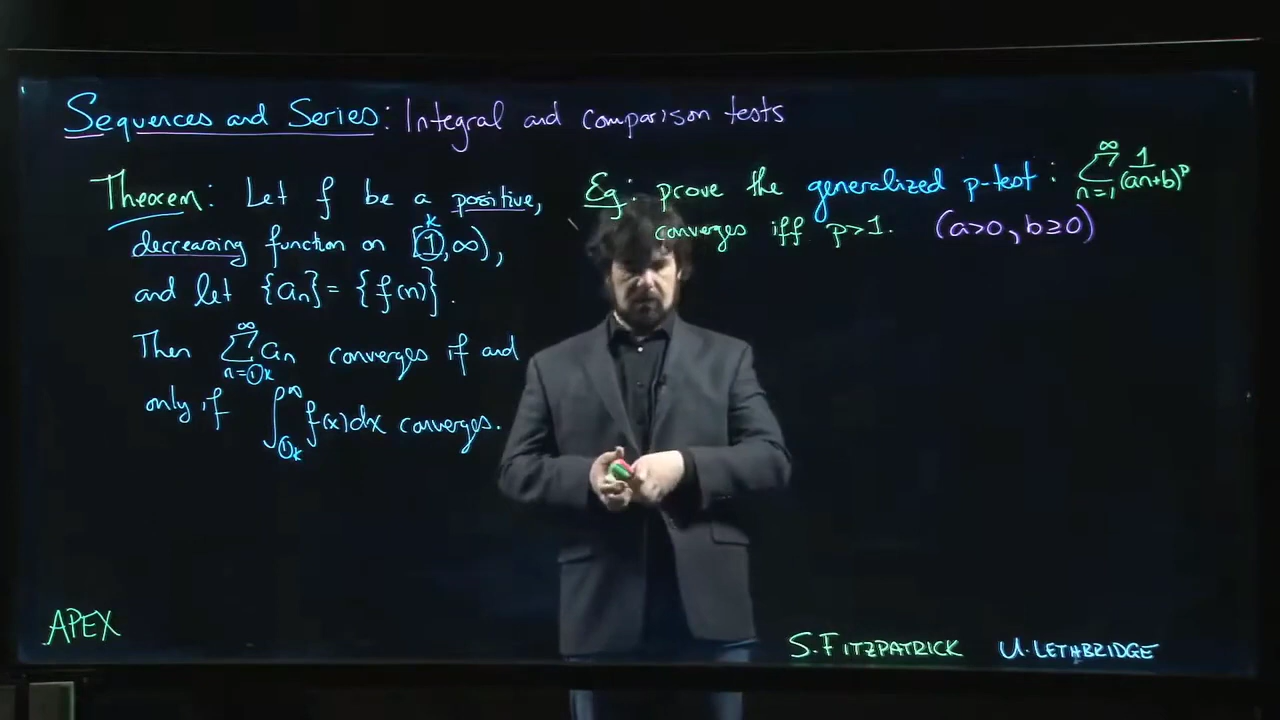 Sequences and Series: Integral and comparison tests
Theorem: Let f be a positive,
decreasing function on [1, ∞),
k
and let {aₙ} = {f(n)}.
Then ∑_{n=1 k}^{∞} aₙ converges if and
only if ∫_{1 k}^{∞} f(x)dx converges.
Eg: prove the generalized p-test: ∑_{n=1}^{∞} 1/(an+b)^p
converges iff p>1. (a>0, b≥0)
APEX
S. FITZPATRICK U. LETHBRIDGE